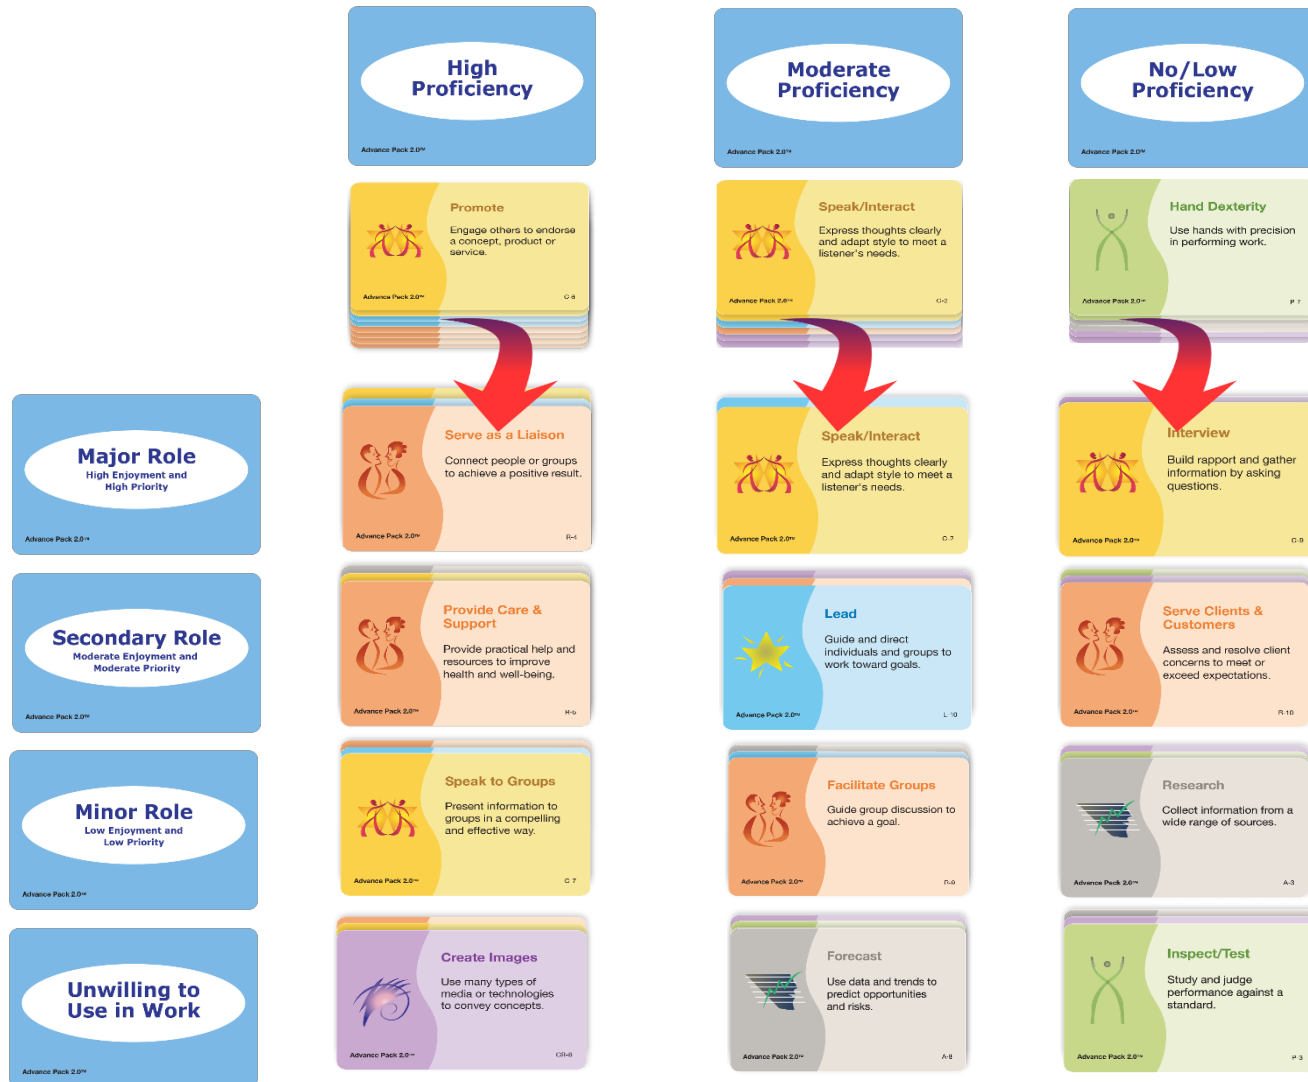 High
Proficiency
Advance Pack 2.0™
Moderate
Proficiency
Advance Pack 2.0™
No/Low
Proficiency
Advance Pack 2.0™
Promote
Engage others to endorse
a concept, product or
service.
Advance Pack 2.0™
Speak/Interact
Express thoughts clearly
and adapt style to meet a
listener's needs.
Advance Pack 2.0™
Hand Dexterity
Use hands with precision
in performing work.
Advance Pack 2.0™
P-7
Major Role
High Enjoyment and
High Priority
Advance Pack 2.0™
Serve as a Liaison
Connect people or groups
to achieve a positive result.
Advance Pack 2.0™
R-4
Speak/Interact
Express thoughts clearly
and adapt style to meet a
listener's needs.
Advance Pack 2.0™
Interview
Build rapport and gather
information by asking
questions.
Advance Pack 2.0™
C-9
Secondary Role
Moderate Enjoyment and
Moderate Priority
Advance Pack 2.0™
Provide Care &
Support
Provide practical help and
resources to improve
health and well-being.
Advance Pack 2.0™
Lead
Guide and direct
individuals and groups to
work toward goals.
Advance Pack 2.0™
L-10
Serve Clients &
Customers
Assess and resolve client
concerns to meet or
exceed expectations.
Advance Pack 2.0™
R-10
Minor Role
Low Enjoyment and
Low Priority
Advance Pack 2.0™
Speak to Groups
Present information to
groups in a compelling
and effective way.
Advance Pack 2.0™
C-7
Facilitate Groups
Guide group discussion to
achieve a goal.
Advance Pack 2.0™
R-9
Research
Collect information from a
wide range of sources.
Advance Pack 2.0™
A-3
Unwilling to
Use in Work
Advance Pack 2.0™
Create Images
Use many types of
media or technologies
to convey concepts.
Advance Pack 2.0™
Forecast
Use data and trends to
predict opportunities
and risks.
Advance Pack 2.0™
A-8
Inspect/Test
Study and judge
performance against a
standard.
Advance Pack 2.0™
P-3